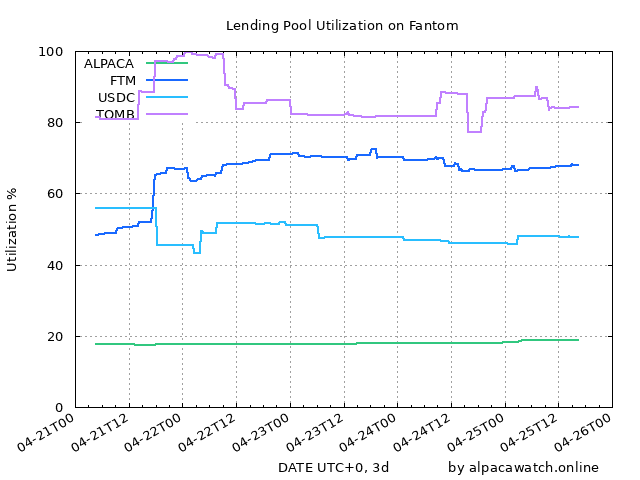 Lending Pool Utilization on Fantom
100
80
60
40
20
0
Utilization %
ALPACA
FTM
USDC
TOMB
04-21T00
04-21T12
04-22T00
04-22T12
04-23T00
04-23T12
04-24T00
04-24T12
04-25T00
04-25T12
04-26T00
DATE UTC+0, 3d
by alpacawatch.online